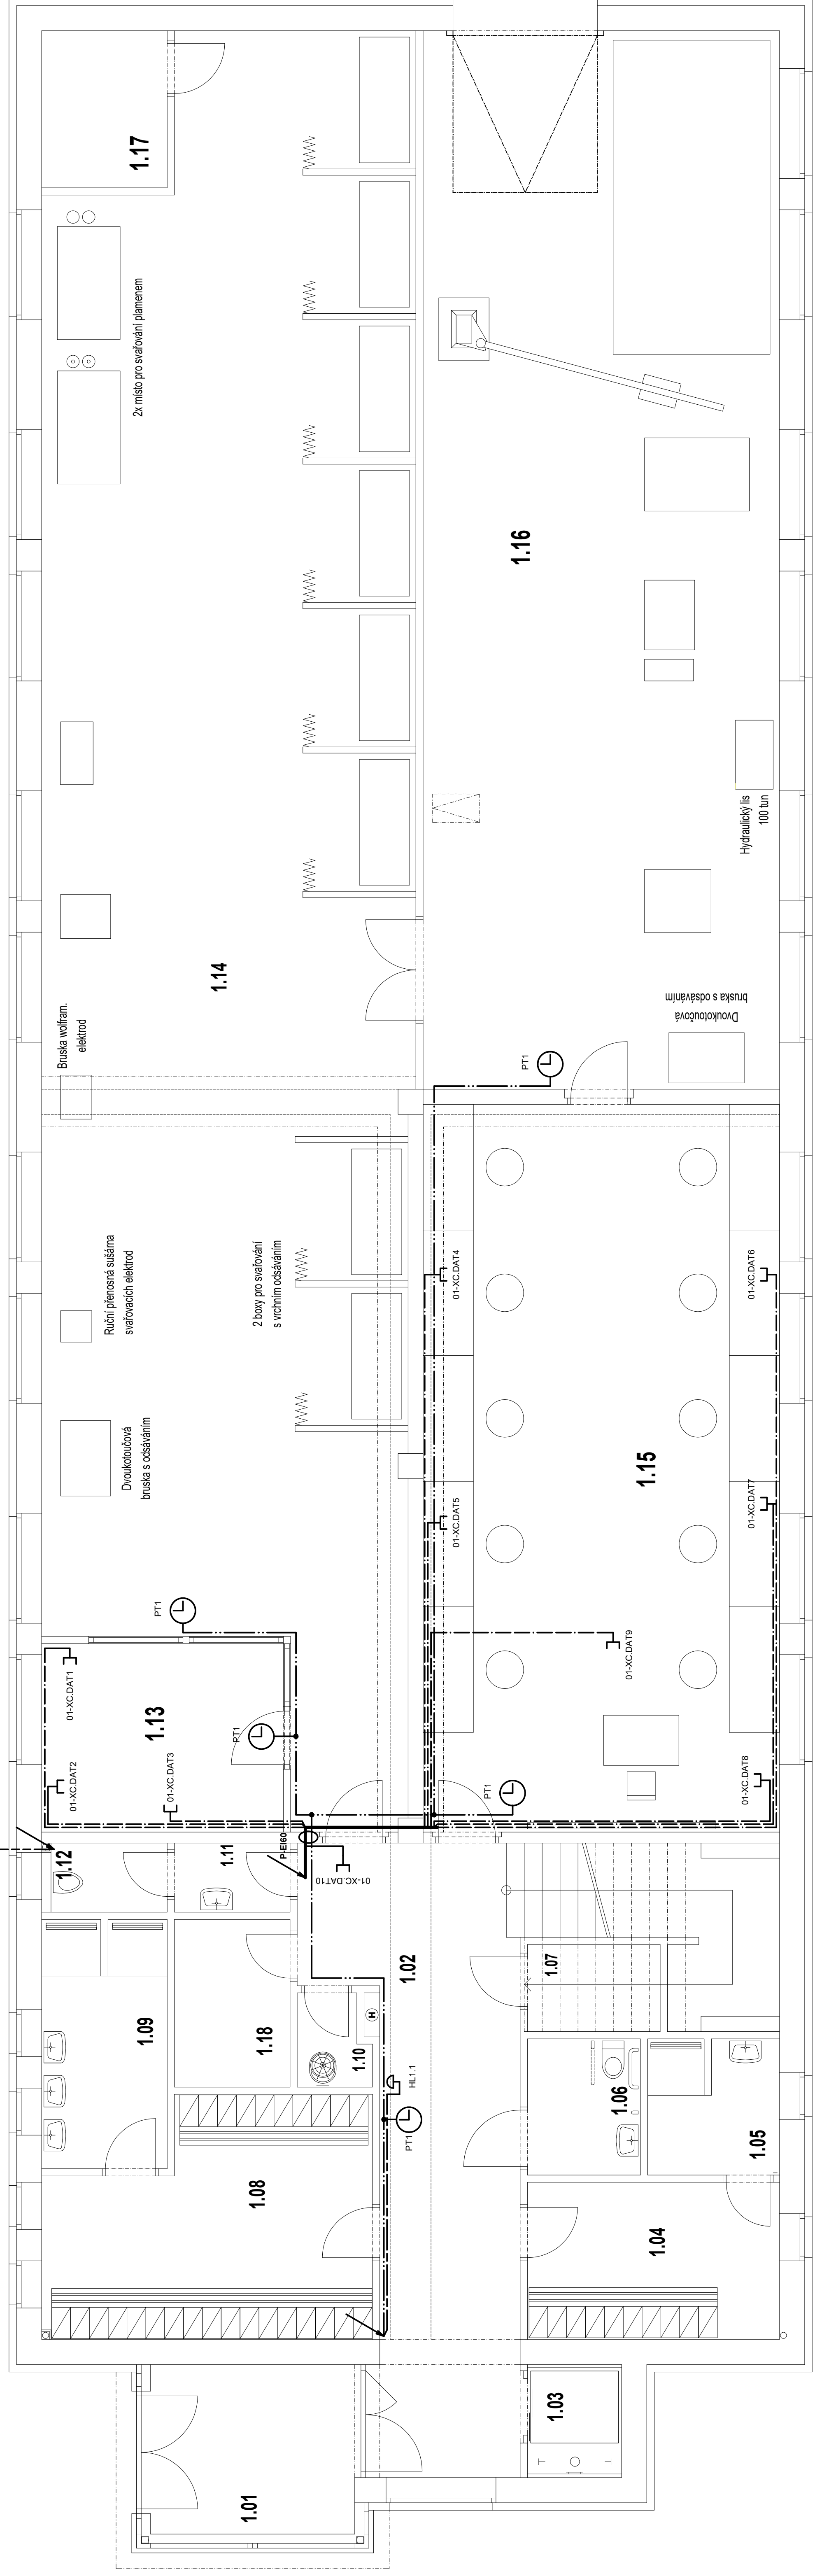 1.17
2x místo pro svařování plamenem
1.16
1.14
Hydraulický lis
100 tun
Bruska wolfram.
elektrod
Dvoukotoučová
bruska s odsáváním
PT1
Ruční přenosná sušárna
svařovacích elektrod
2 boxy pro svařování
s vrchním odsáváním
01-XC.DAT4
01-XC.DAT6
Dvoukotoučová
bruska s odsáváním
1.15
01-XC.DAT5
01-XC.DAT7
PT1
01-XC.DAT1
1.13
01-XC.DAT9
PT1
01-XC.DAT2
01-XC.DAT3
PT1
01-XC.DAT8
P-EI60
1.12
1.11
01-XC.DAT10
1.02
1.07
1.09
1.18
1.10
H
HL1.1
PT1
1.06
1.05
1.08
1.04
1.03
1.01